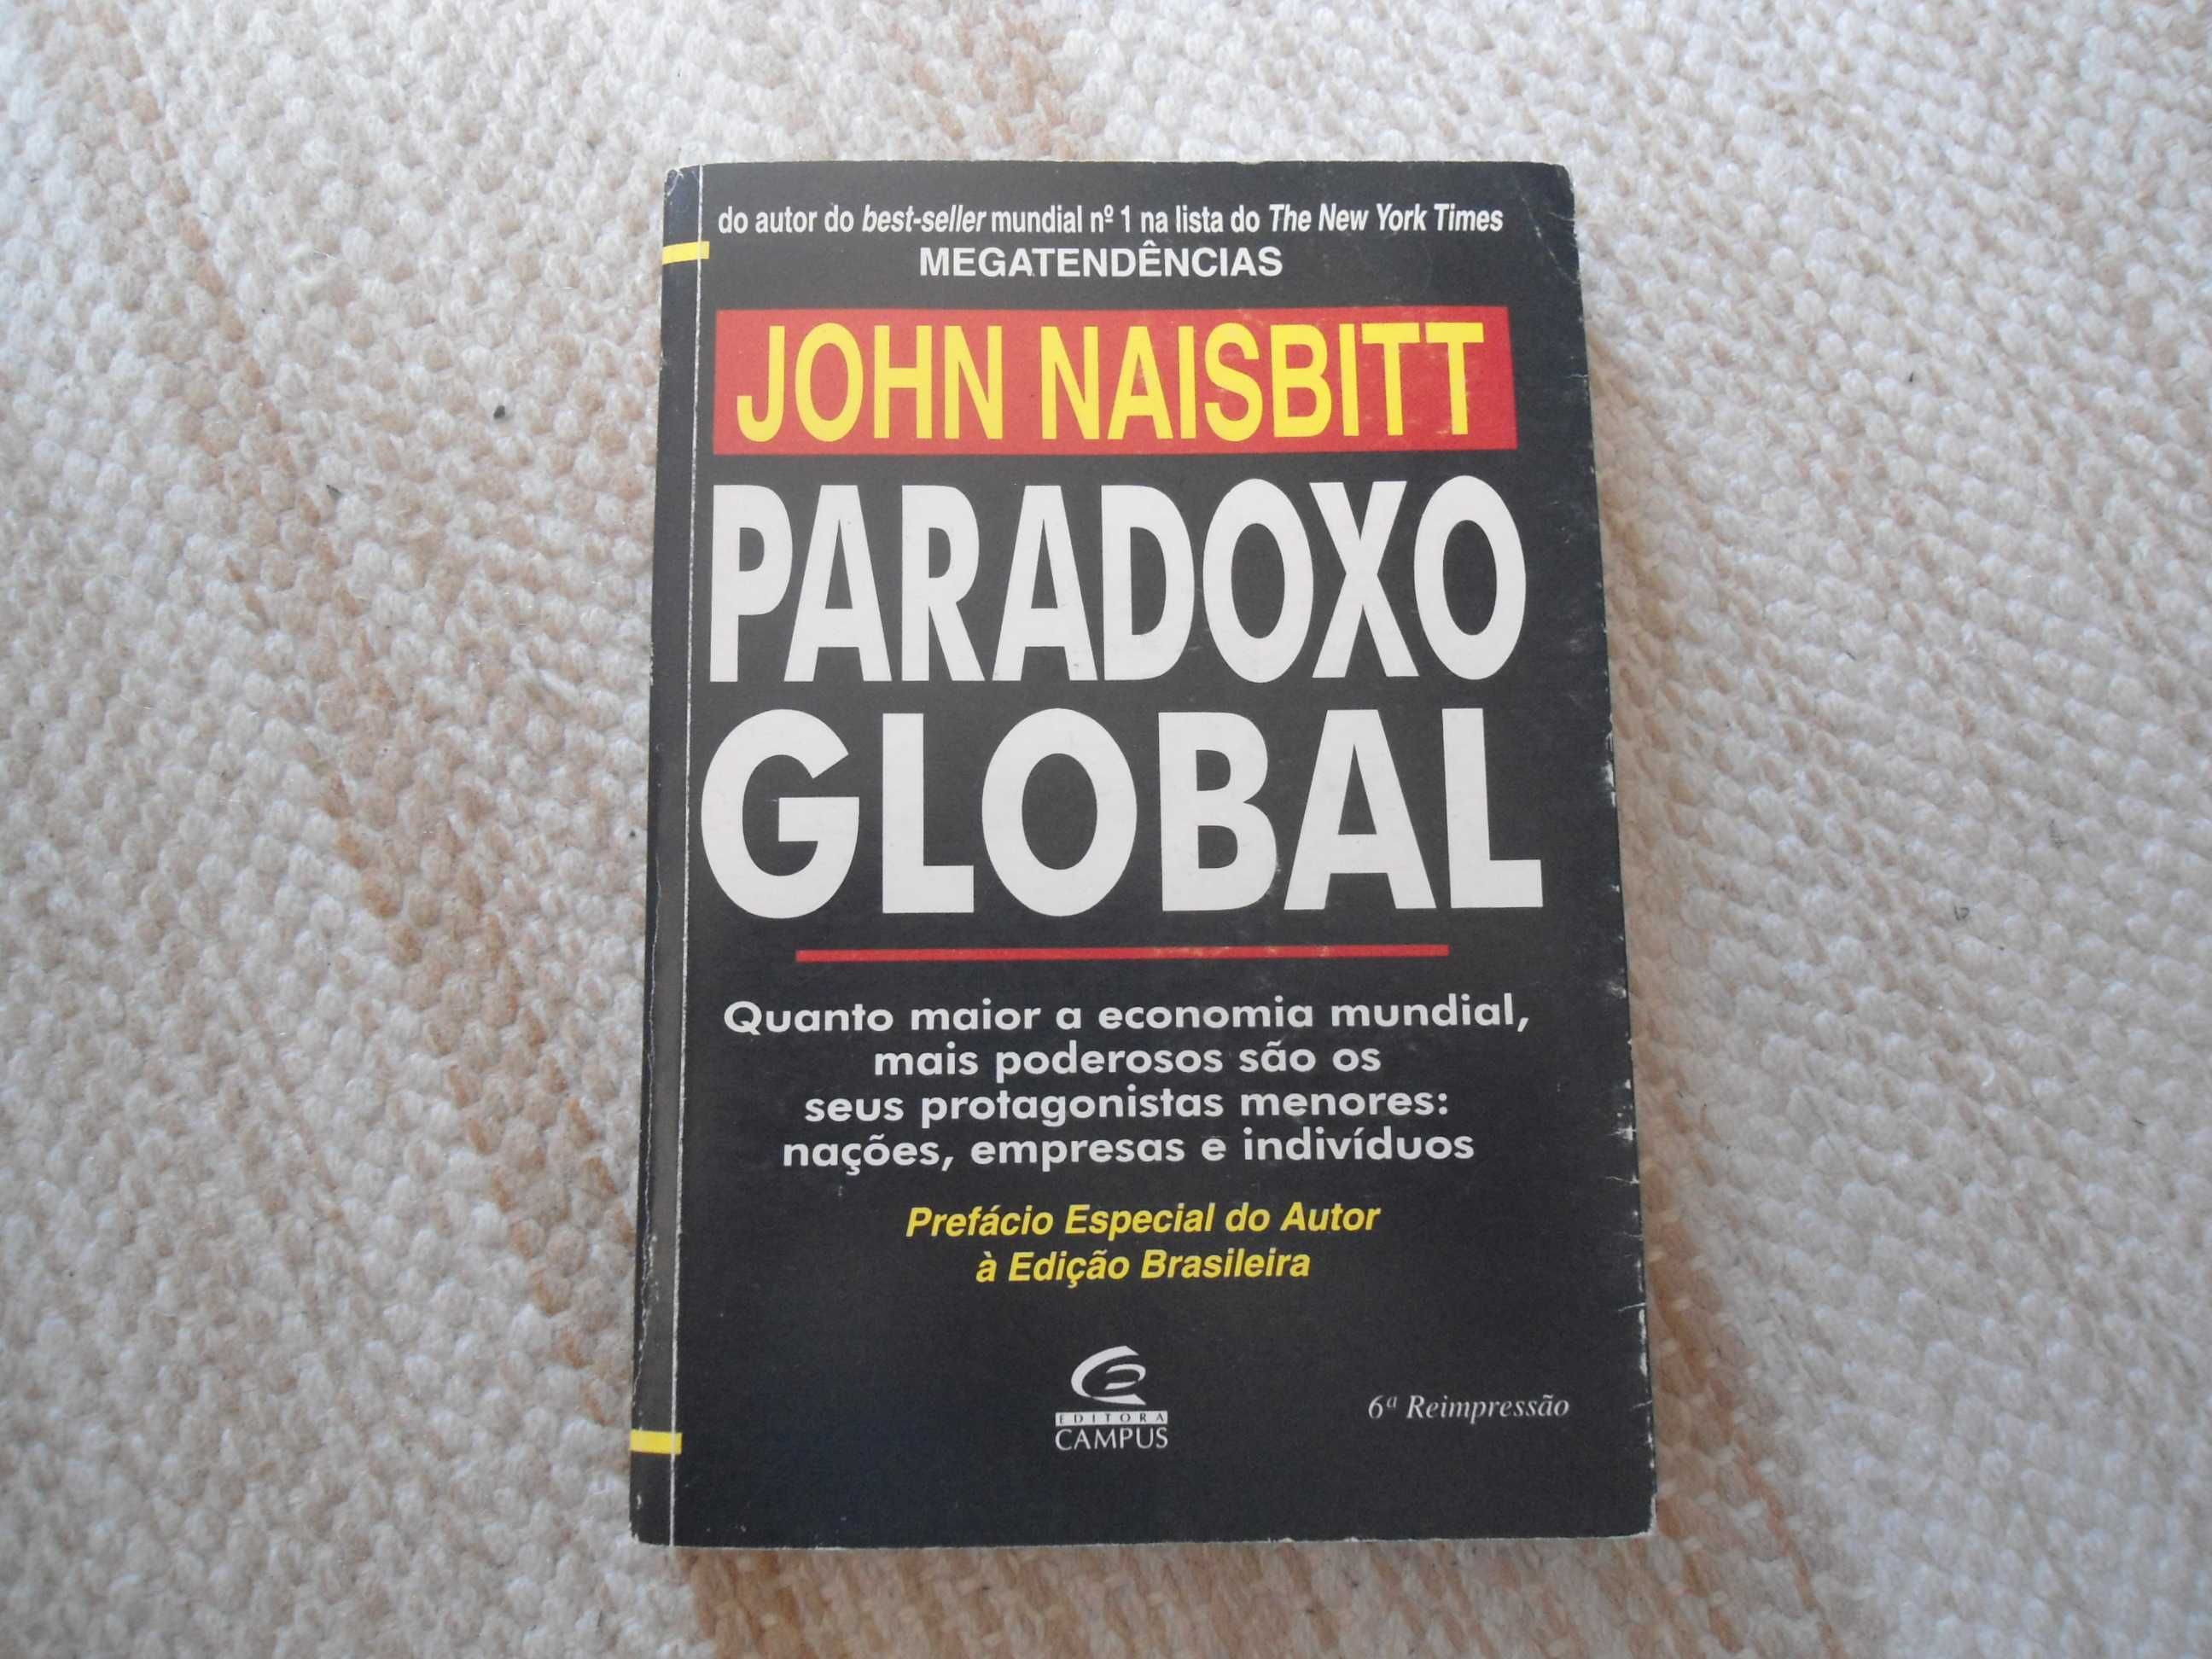 do autor do best-seller mundial nº 1 na lista do The New York Times
MEGATENDÊNCIAS
JOHN NAISBITT
PARADOXO
GLOBAL
Quanto maior a economia mundial,
mais poderosos são os
seus protagonistas menores:
nações, empresas e indivíduos
Prefácio Especial do Autor
à Edição Brasileira
EDITORA
CAMPUS
6ª Reimpressão